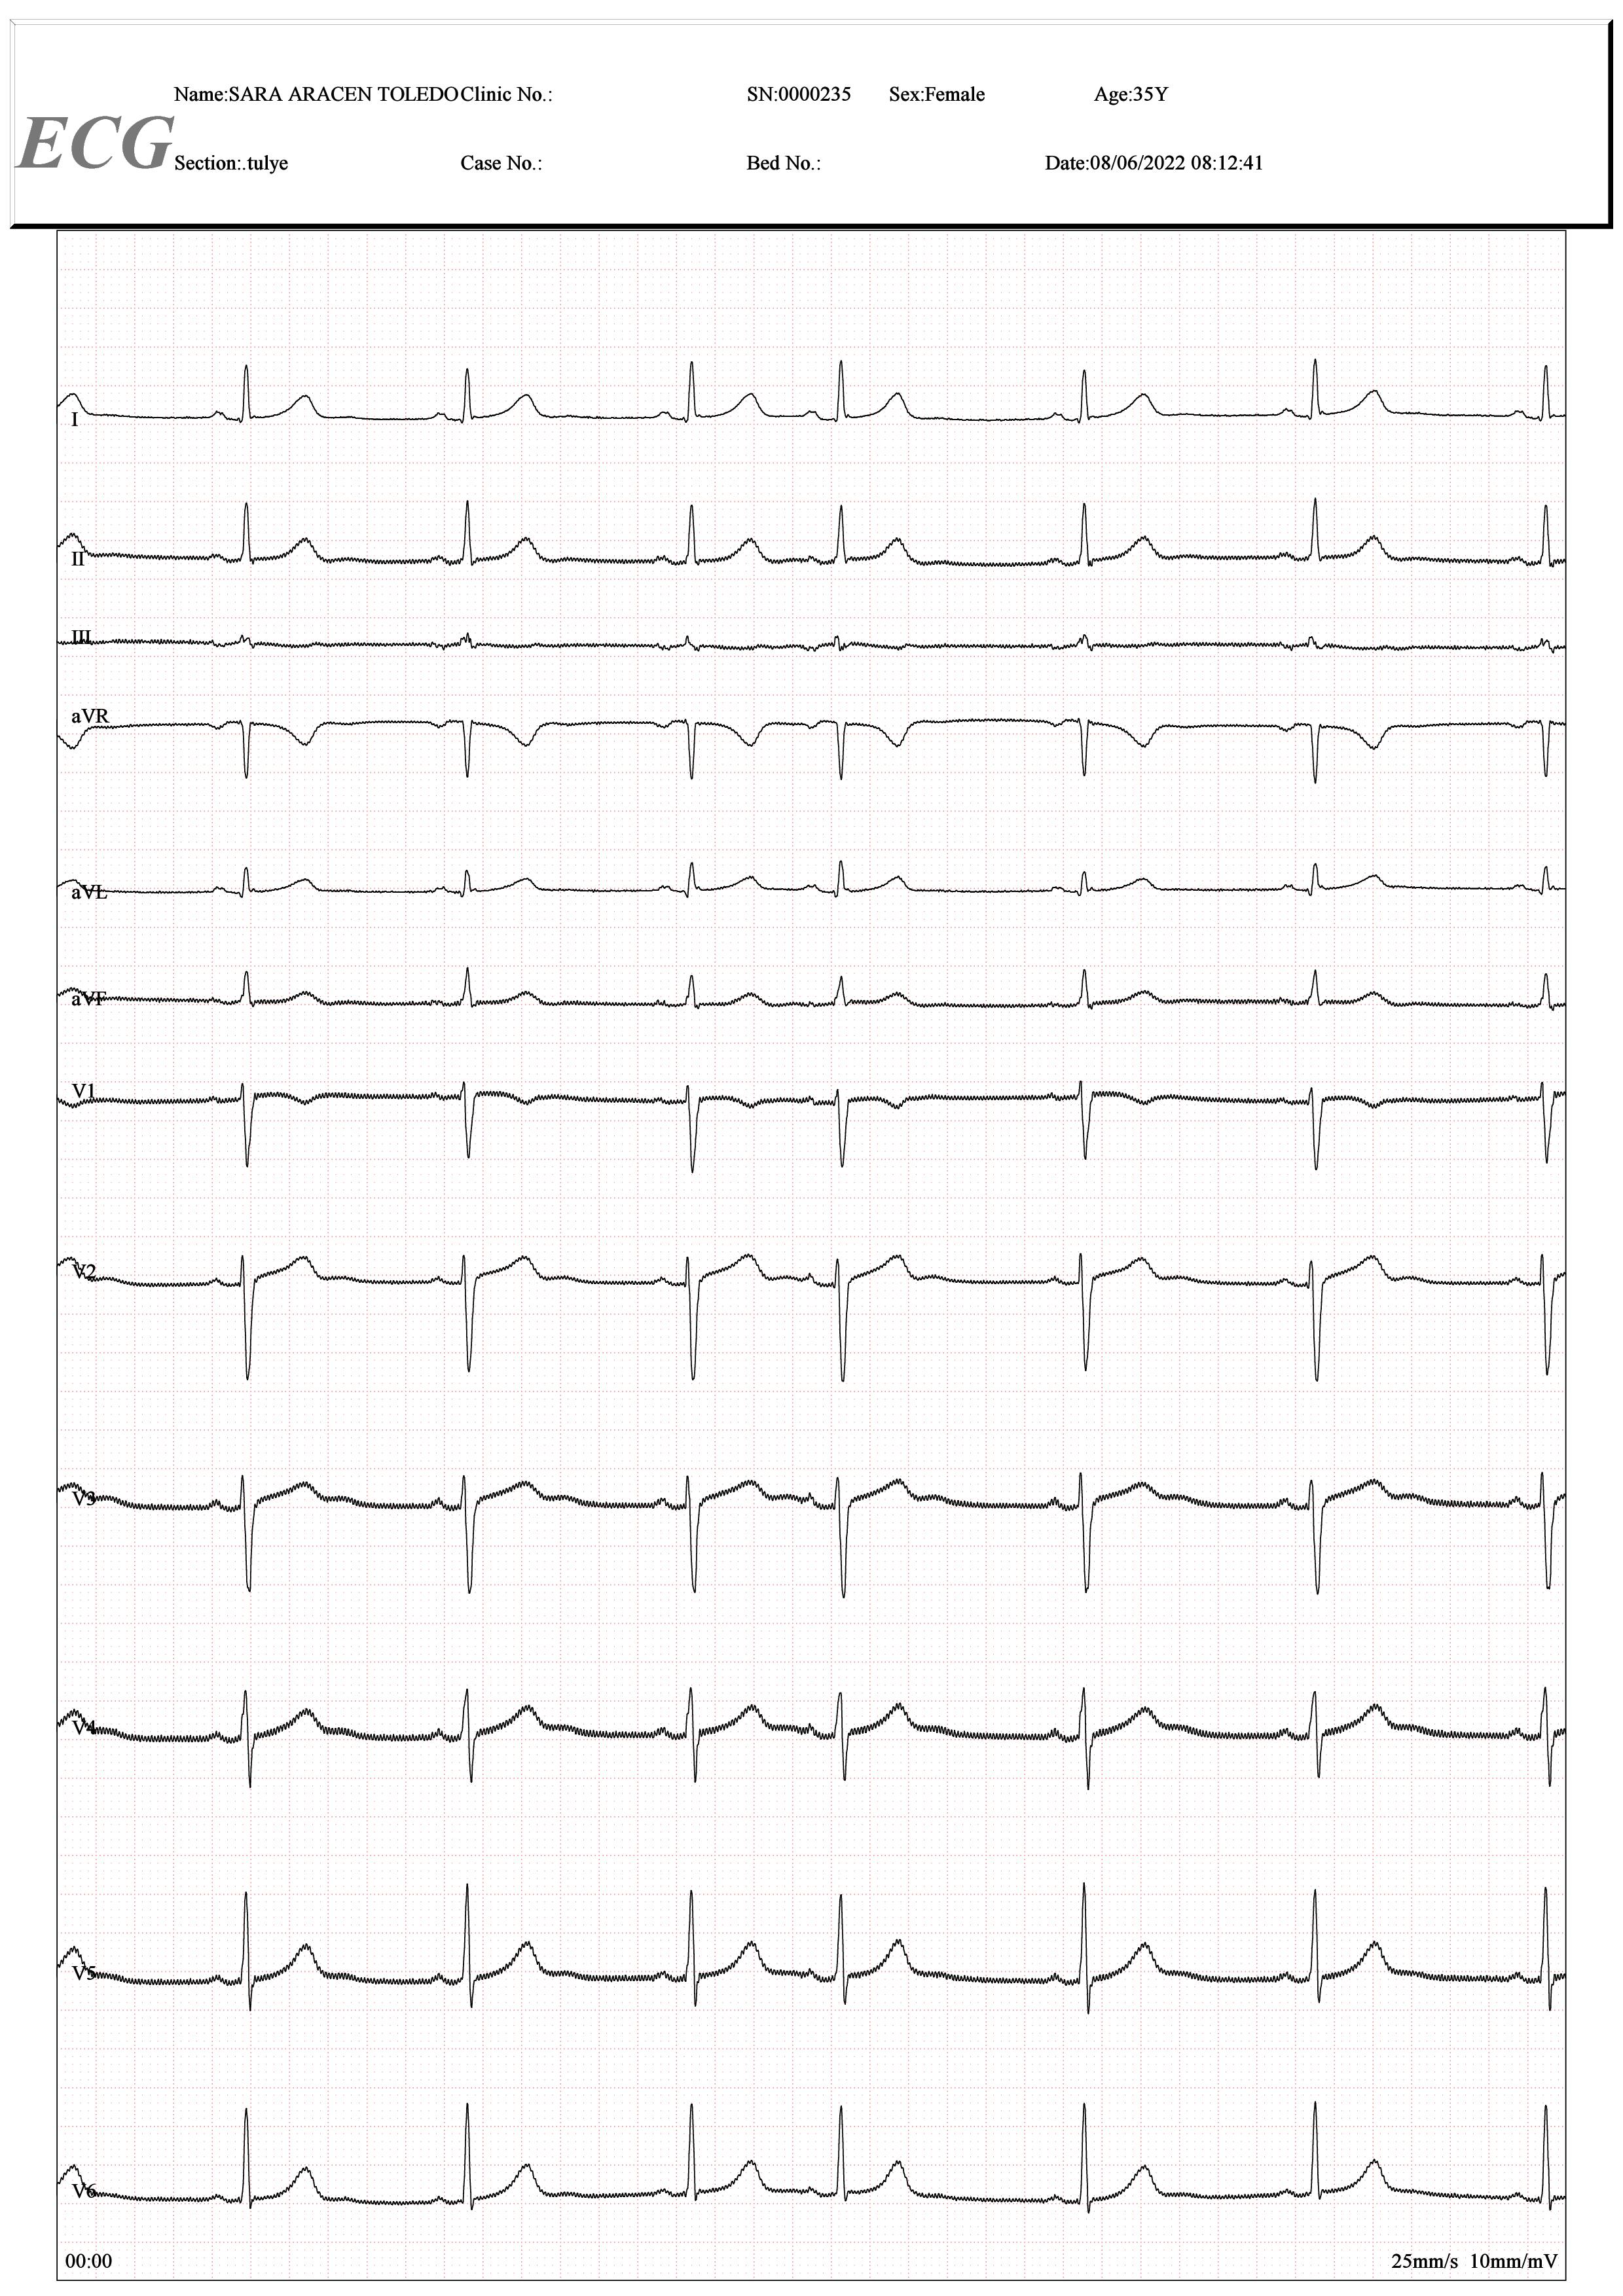 Name:SARA ARACEN TOLEDO Clinic No.: SN:0000235 Sex:Female Age:35Y
ECG
Section:.tulye Case No.: Bed No.: Date:08/06/2022 08:12:41
I
II
III
aVR
aVL
aVF
V1
V2
V3
V4
V5
V6
00:00 25mm/s 10mm/mV